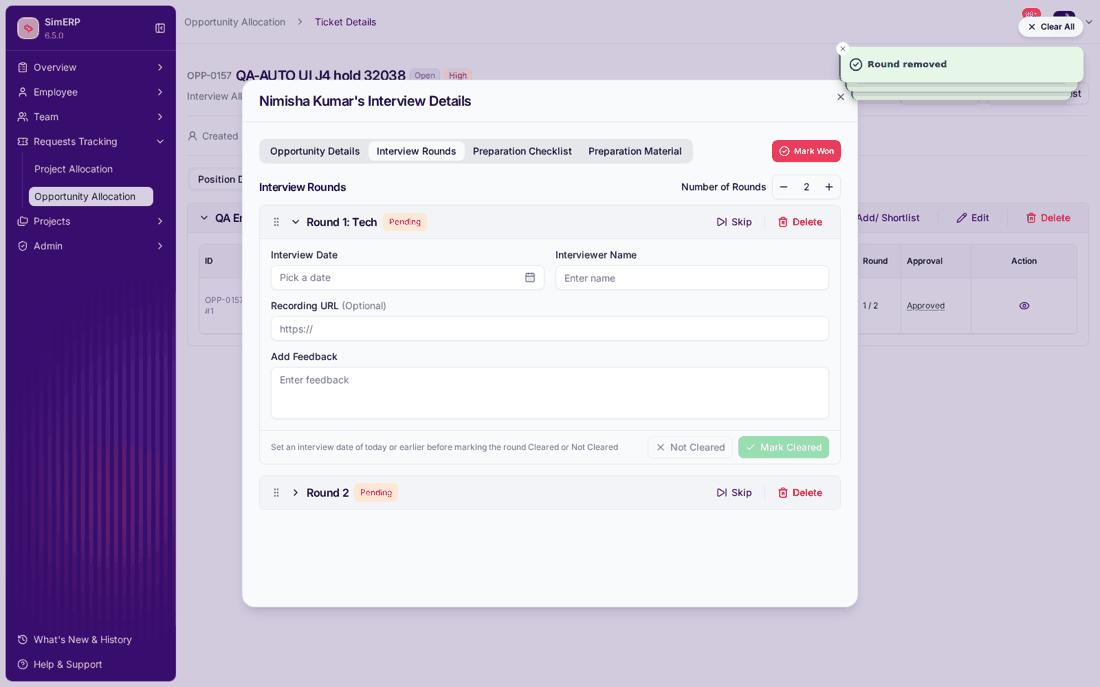 SimERP
6.5.0
Overview
Employee
Team
Requests Tracking
Project Allocation
Opportunity Allocation
Projects
Admin
What's New & History
Help & Support
Opportunity Allocation
Ticket Details
Clear All
Round removed
OPP-0157 QA-AUTO UI J4 hold 32038 Open High
Interview All
Created
Position D
QA En
Add/ Shortlist
Edit
Delete
ID
Round
Approval
Action
OPP-0157
#1
1 / 2
Approved
Nimisha Kumar's Interview Details
Opportunity Details
Interview Rounds
Preparation Checklist
Preparation Material
Mark Won
Interview Rounds
Number of Rounds
2
Round 1: Tech
Pending
Skip
Delete
Interview Date
Interviewer Name
Pick a date
Enter name
Recording URL (Optional)
https://
Add Feedback
Enter feedback
Set an interview date of today or earlier before marking the round Cleared or Not Cleared
Not Cleared
Mark Cleared
Round 2
Pending
Skip
Delete